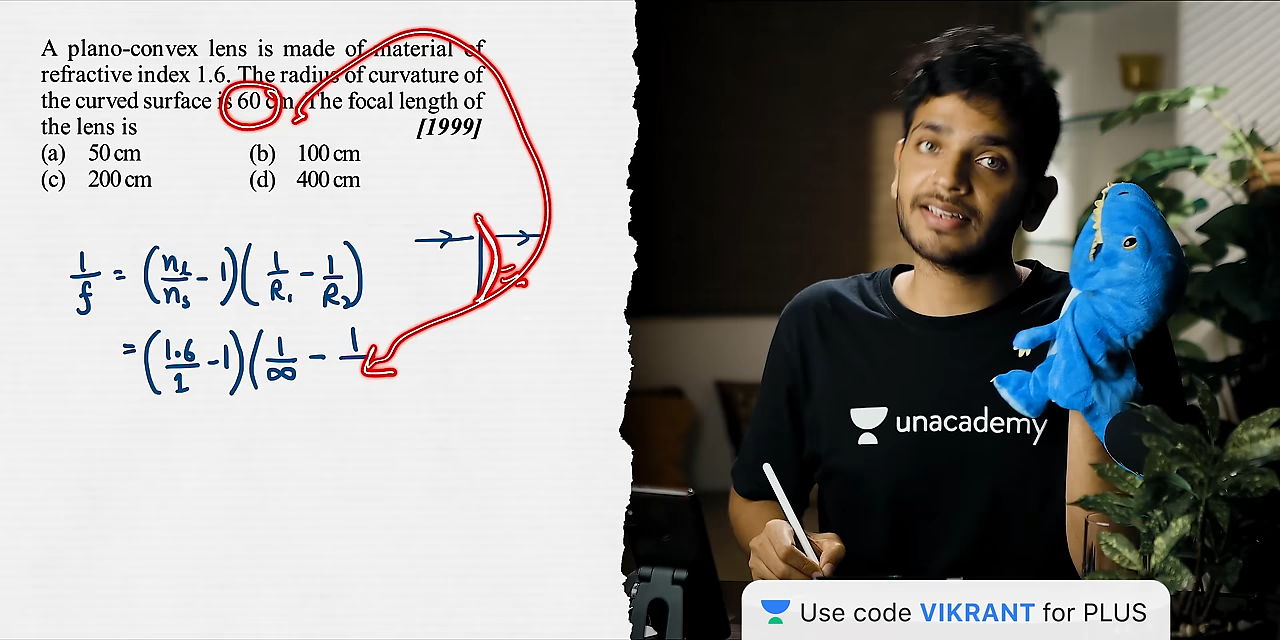 A plano-convex lens is made of material of
refractive index 1.6. The radius of curvature of
the curved surface is 60 cm. The focal length of
the lens is [1999]
(a) 50 cm (b) 100 cm
(c) 200 cm (d) 400 cm
1/f = (n_L/n_s - 1)(1/R_1 - 1/R_2)
= (1.6/1 - 1)(1/∞ - 1/
unacademy
Use code VIKRANT for PLUS